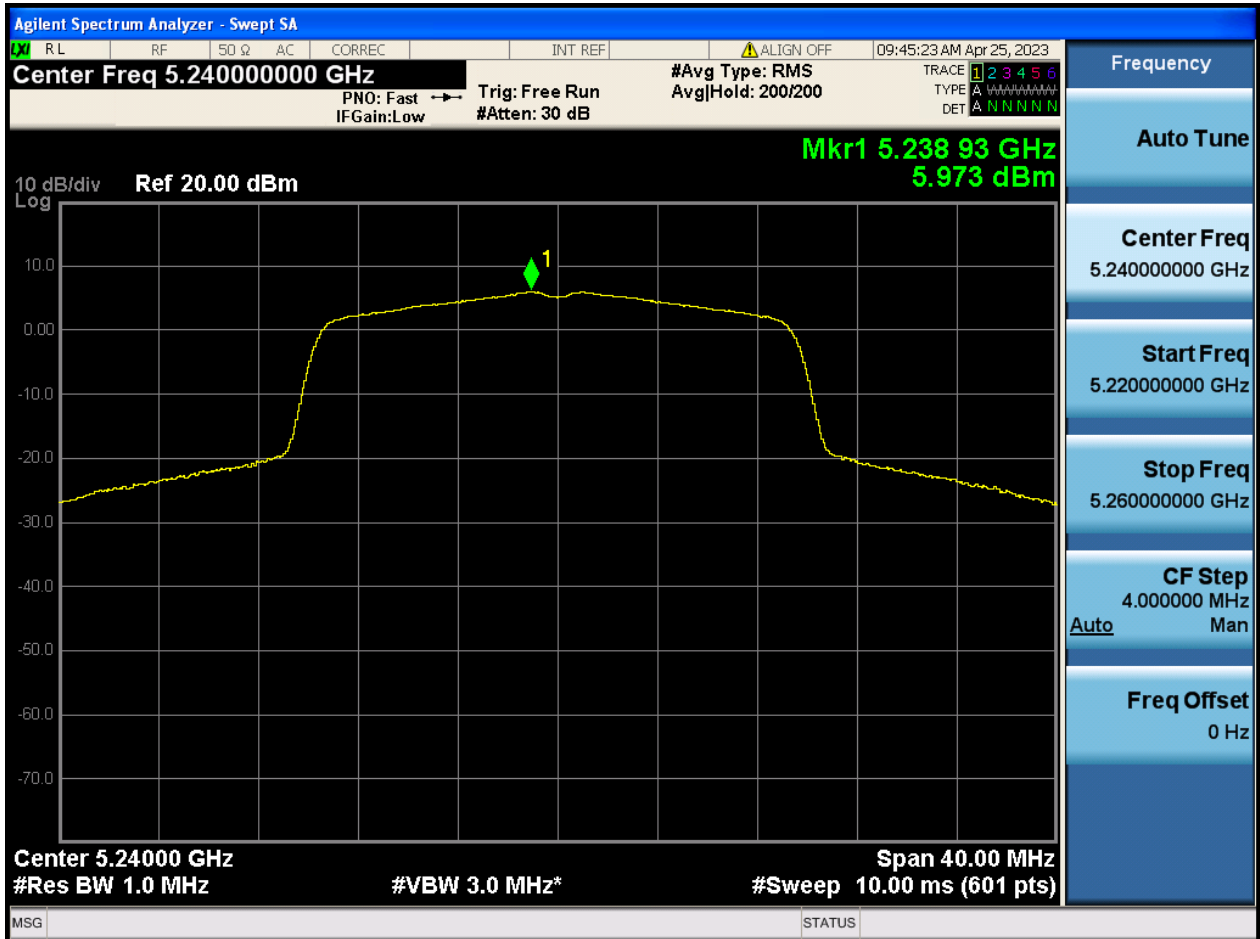 Agilent Spectrum Analyzer - Swept SA
LXI RL RF 50 Ω AC CORREC INT REF ALIGN OFF 09:45:23 AM Apr 25, 2023
Center Freq 5.240000000 GHz
PNO: Fast
IFGain:Low
Trig: Free Run
#Atten: 30 dB
#Avg Type: RMS
Avg|Hold: 200/200
TRACE 1 2 3 4 5 6
TYPE A
DET A N N N N N
Mkr1 5.238 93 GHz
5.973 dBm
10 dB/div Ref 20.00 dBm
Log
1
10.0
0.00
-10.0
-20.0
-30.0
-40.0
-50.0
-60.0
-70.0
Center 5.24000 GHz Span 40.00 MHz
#Res BW 1.0 MHz #VBW 3.0 MHz* #Sweep 10.00 ms (601 pts)
MSG STATUS
Frequency
Auto Tune
Center Freq
5.240000000 GHz
Start Freq
5.220000000 GHz
Stop Freq
5.260000000 GHz
CF Step
4.000000 MHz
Auto Man
Freq Offset
0 Hz